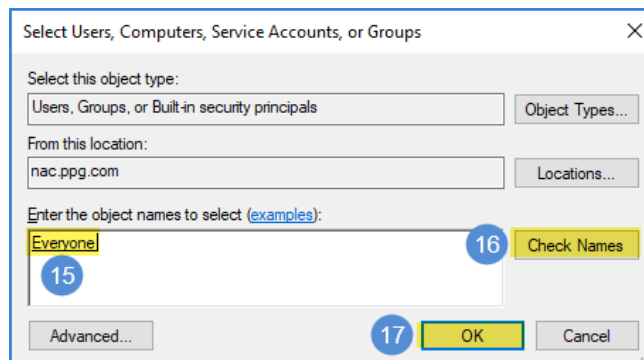 Select Users, Computers, Service Accounts, or Groups
Select this object type:
Users, Groups, or Built-in security principals
Object Types...
From this location:
nac.ppg.com
Locations...
Enter the object names to select (examples):
Everyone
15
16
Check Names
Advanced...
17
OK
Cancel